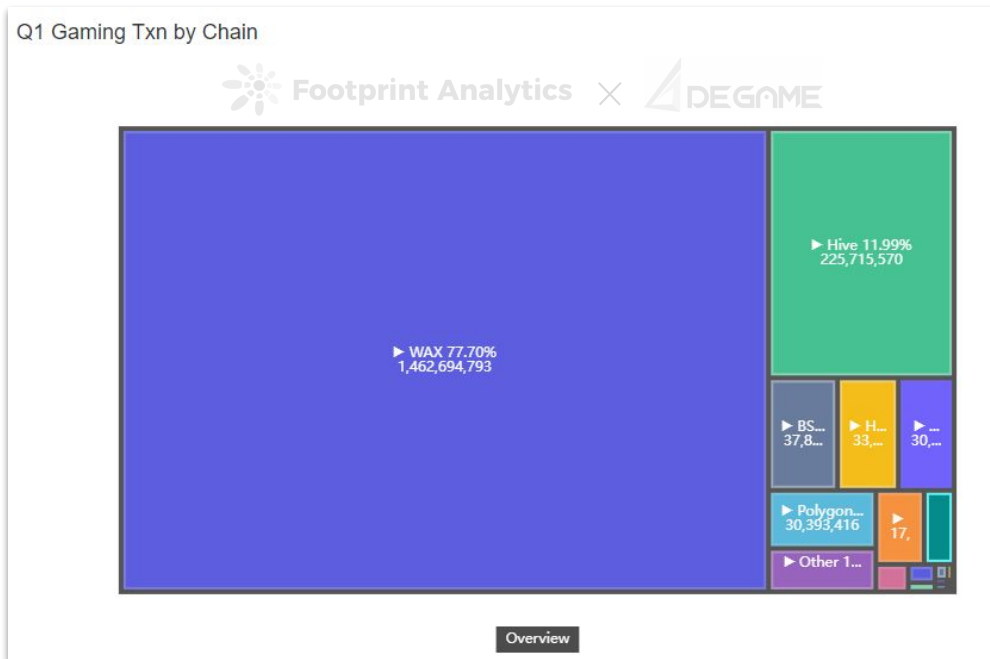 Q1 Gaming Txn by Chain
Footprint Analytics × DEGAME
▶ WAX 77.70%
1,462,694,793
▶ Hive 11.99%
225,715,570
▶ BS...
37,8...
▶ H...
33,...
▶ ...
30,...
▶ Polygon...
30,393,416
▶
17,
▶ Other 1...
Overview